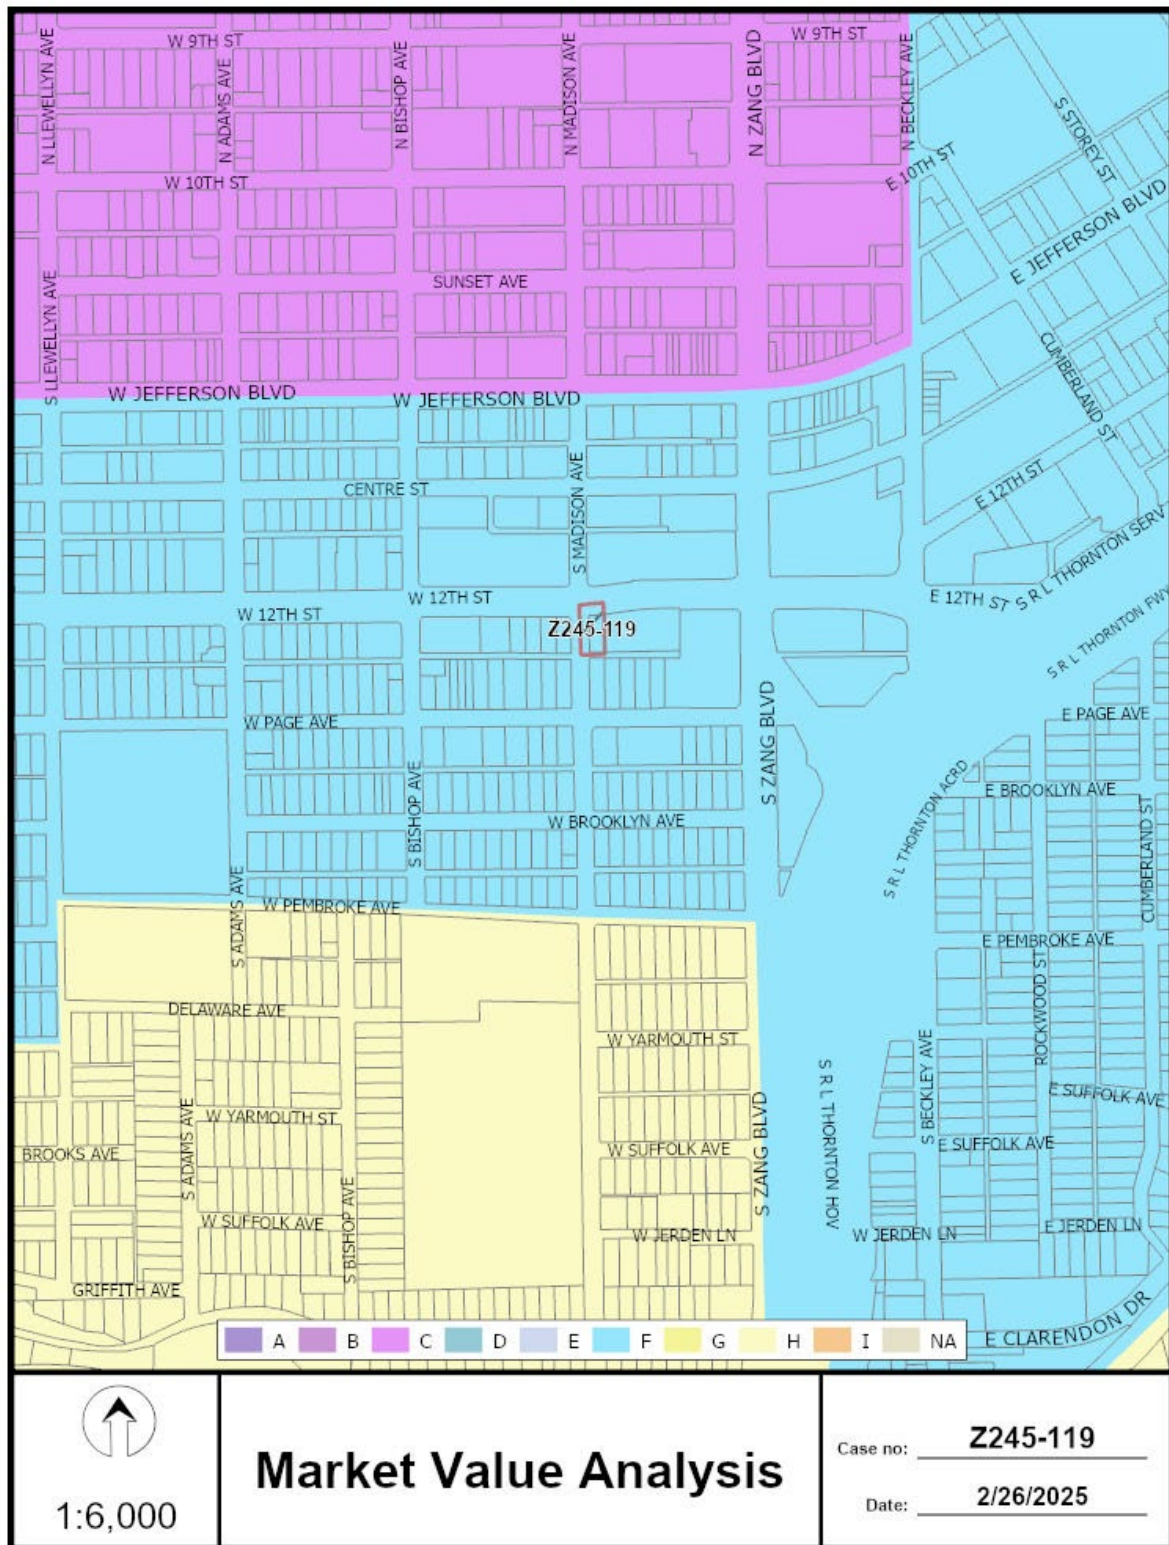 W 9TH ST
W 9TH ST
N LLEWELLYN AVE
N ADAMS AVE
N BISHOP AVE
N MADISON AVE
N ZANG BLVD
N BECKLEY AVE
S STOREY ST
W 10TH ST
E 10TH ST
E JEFFERSON BLVD
SUNSET AVE
S LLEWELLYN AVE
W JEFFERSON BLVD
W JEFFERSON BLVD
CUMBERLAND ST
CENTRE ST
S MADISON AVE
E 12TH ST
S R L THORNTON SERV
W 12TH ST
W 12TH ST
E 12TH ST
Z245-119
S R L THORNTON FWY
W PAGE AVE
E PAGE AVE
S ZANG BLVD
S BISHOP AVE
S R L THORNTON ACRD
E BROOKLYN AVE
W BROOKLYN AVE
CUMBERLAND ST
S ADAMS AVE
W PEMBROKE AVE
E PEMBROKE AVE
DELAWARE AVE
ROCKWOOD ST
W YARMOUTH ST
S BECKLEY AVE
S R L THORNTON HOV
E SUFFOLK AVE
W YARMOUTH ST
S ADAMS AVE
BROOKS AVE
W SUFFOLK AVE
S ZANG BLVD
E SUFFOLK AVE
S BISHOP AVE
W SUFFOLK AVE
W JERDEN LN
W JERDEN LN
E JERDEN LN
GRIFFITH AVE
E CLARENDON DR
A B C D E F G H I NA
1:6,000
Market Value Analysis
Case no: Z245-119
Date: 2/26/2025